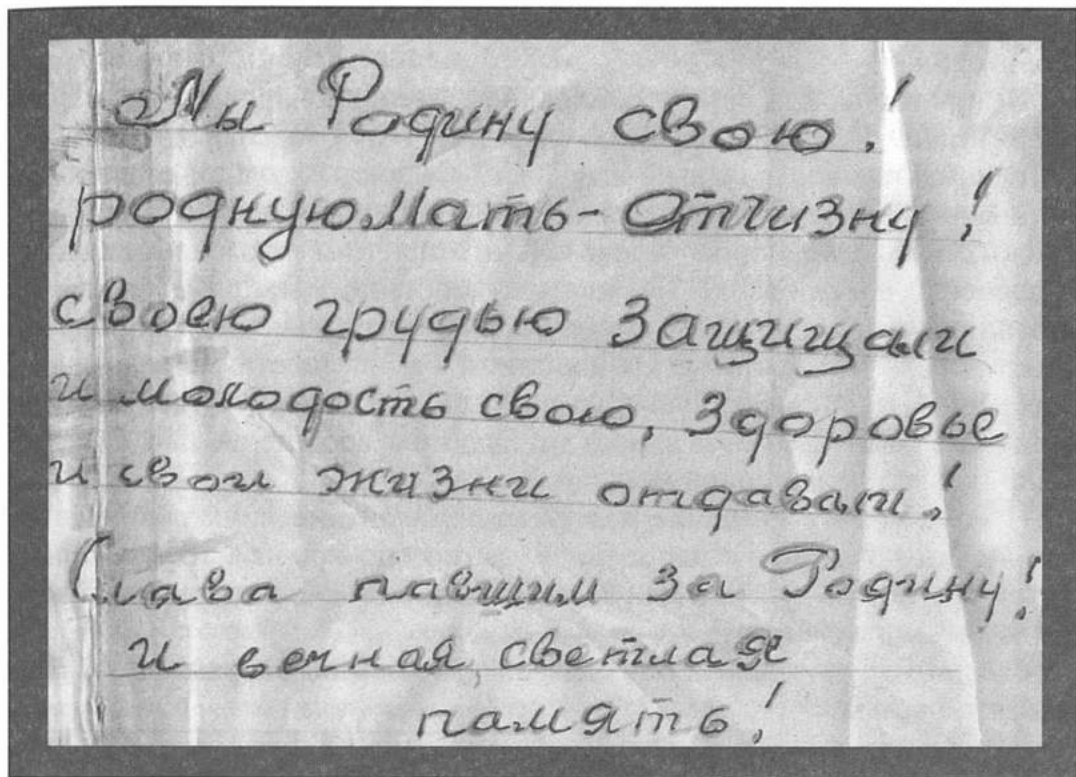 Мы Родину свою!
родную Мать-Отчизну!
своею грудью защищали
и молодость свою, здоровье
и свои жизни отдавали!
Слава павшим за Родину!
и вечная, светлая
память!